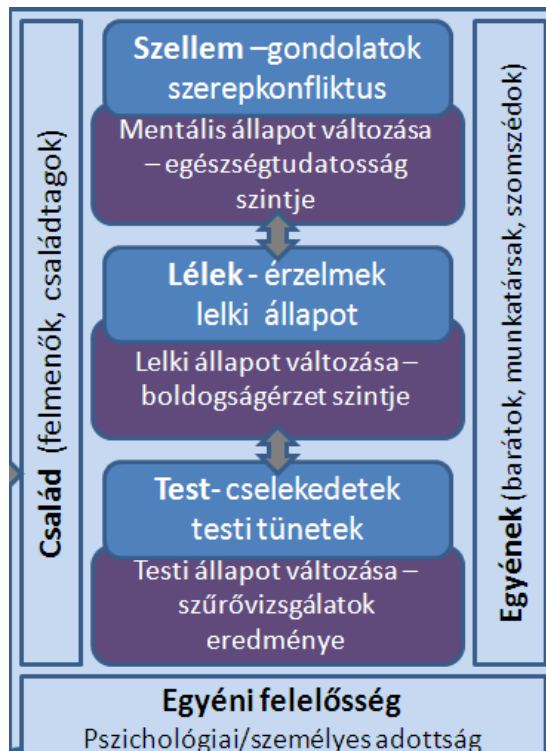 Család (felmenők, családtagok)
Szellem –gondolatok
szerepkonfliktus
Mentális állapot változása
– egészségtudatosság
szintje
Lélek - érzelmek
lelki állapot
Lelki állapot változása –
boldogságérzet szintje
Test- cselekedetek
testi tünetek
Testi állapot változása –
szűrővizsgálatok
eredménye
Egyének (barátok, munkatársak, szomszédok)
Egyéni felelősség
Pszichológiai/személyes adottság